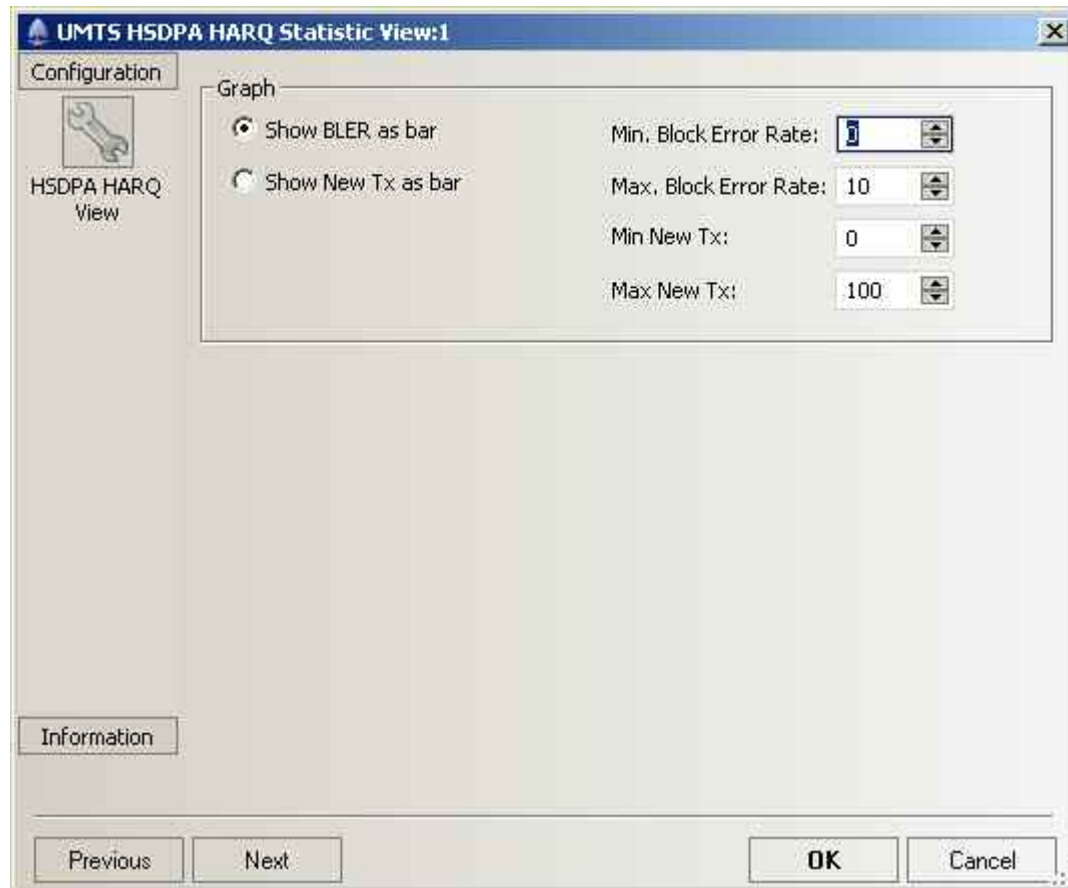 UMTS HSDPA HARQ Statistic View:1
Configuration
HSDPA HARQ
View
Graph
Show BLER as bar
Show New Tx as bar
Min. Block Error Rate: 0
Max. Block Error Rate: 10
Min New Tx: 0
Max New Tx: 100
Information
Previous
Next
OK
Cancel